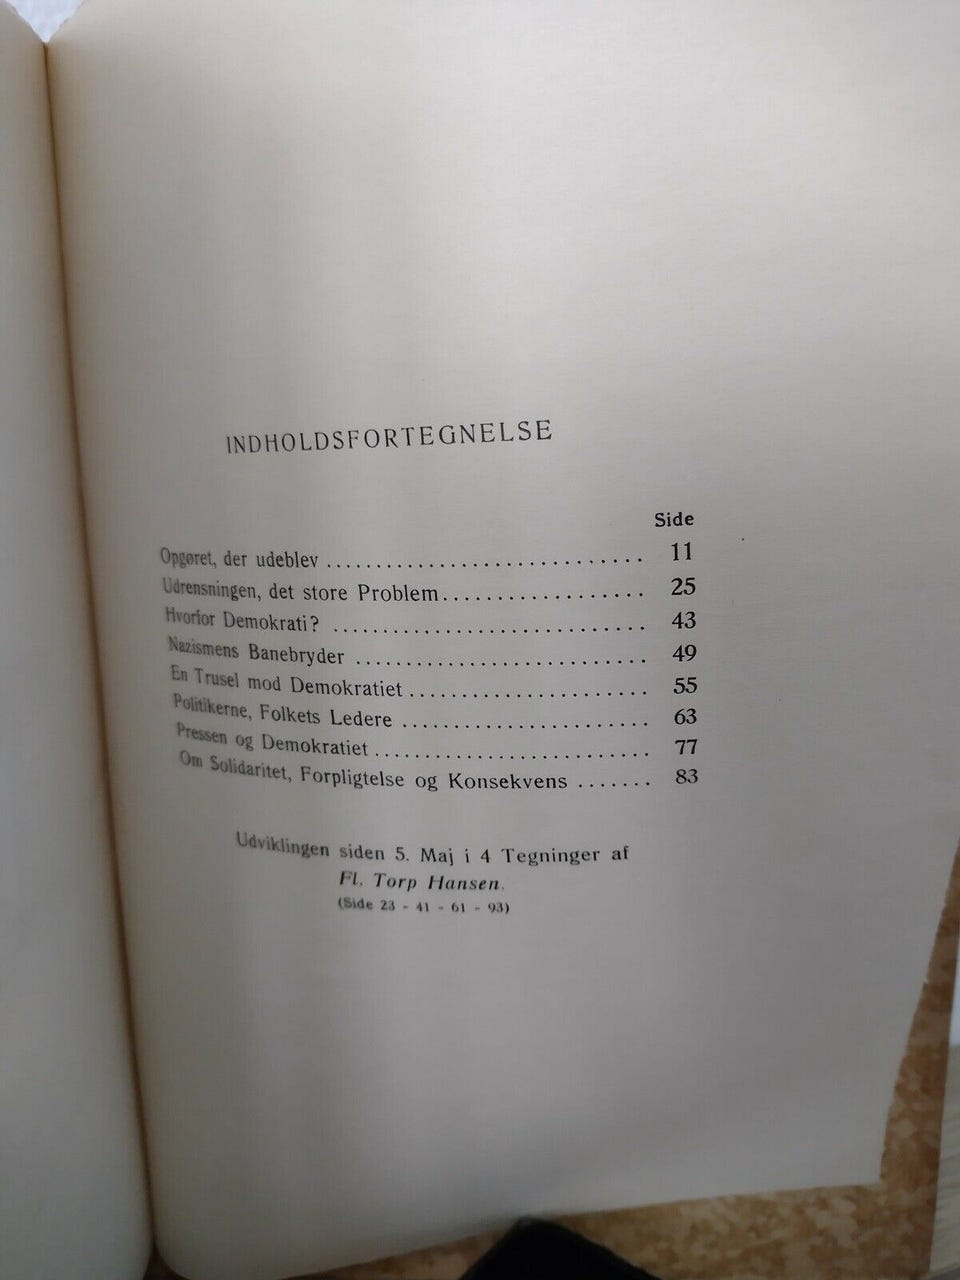 INDHOLDSFORTEGNELSE
Side
Opgøret, der udeblev .............................. 11
Udrensningen, det store Problem .................. 25
Hvorfor Demokrati? ............................ 43
Nazismens Banebryder .......................... 49
En Trusel mod Demokratiet ...................... 55
Politikerne, Folkets Ledere ....................... 63
Pressen og Demokratiet .......................... 77
Om Solidaritet, Forpligtelse og Konsekvens ....... 83
Udviklingen siden 5. Maj i 4 Tegninger af
Fl. Torp Hansen.
(Side 23 - 41 - 61 - 93)